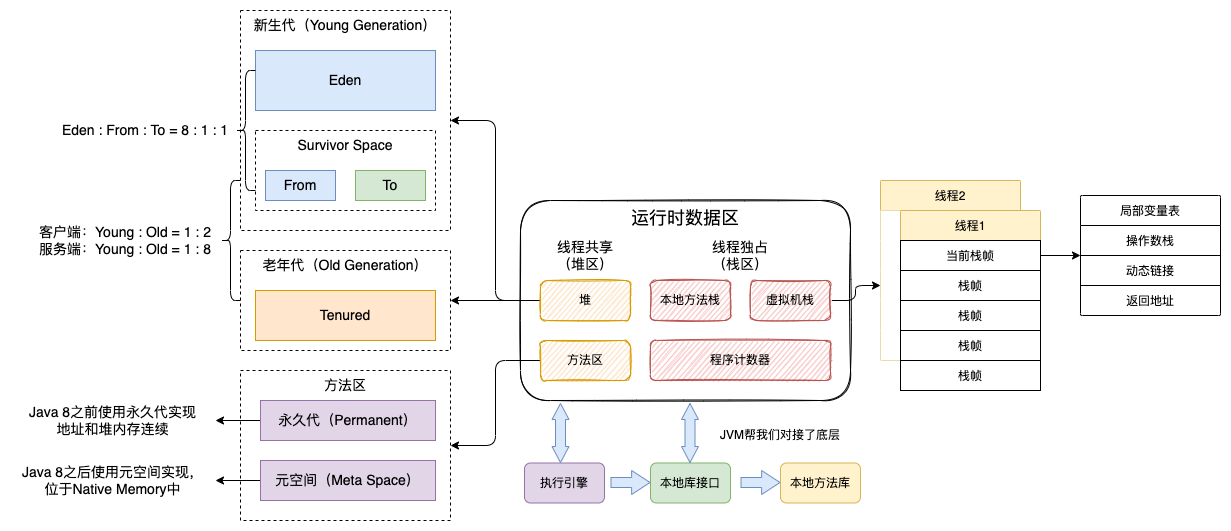 新生代（Young Generation）
Eden
Eden : From : To = 8 : 1 : 1
Survivor Space
From
To
客户端：Young : Old = 1 : 2
服务端：Young : Old = 1 : 8
老年代（Old Generation）
Tenured
方法区
永久代（Permanent）
元空间（Meta Space）
Java 8之前使用永久代实现
地址和堆内存连续
Java 8之后使用元空间实现，
位于Native Memory中
运行时数据区
线程共享
（堆区）
线程独占
（栈区）
堆
本地方法栈
虚拟机栈
方法区
程序计数器
JVM帮我们对接了底层
执行引擎
本地库接口
本地方法库
线程2
线程1
当前栈帧
栈帧
栈帧
栈帧
栈帧
局部变量表
操作数栈
动态链接
返回地址